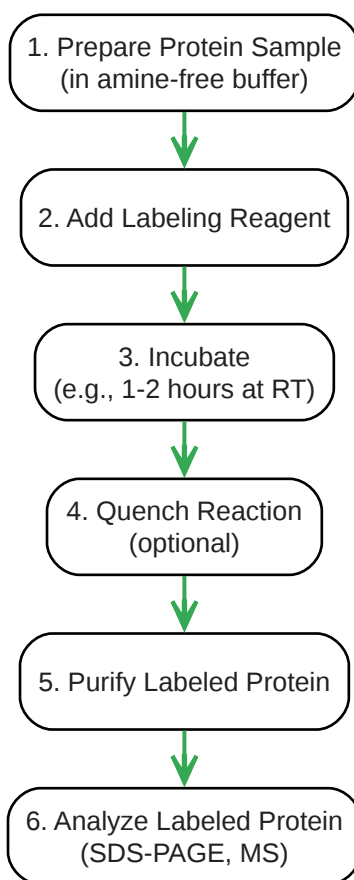 1. Prepare Protein Sample
(in amine-free buffer)
2. Add Labeling Reagent
3. Incubate
(e.g., 1-2 hours at RT)
4. Quench Reaction
(optional)
5. Purify Labeled Protein
6. Analyze Labeled Protein
(SDS-PAGE, MS)